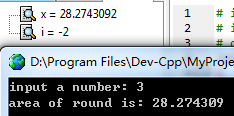 x = 28.2743092
i = -2
1
# i
2
# i
D:\Program Files\Dev-Cpp\MyProje
input a number: 3
area of round is: 28.274309